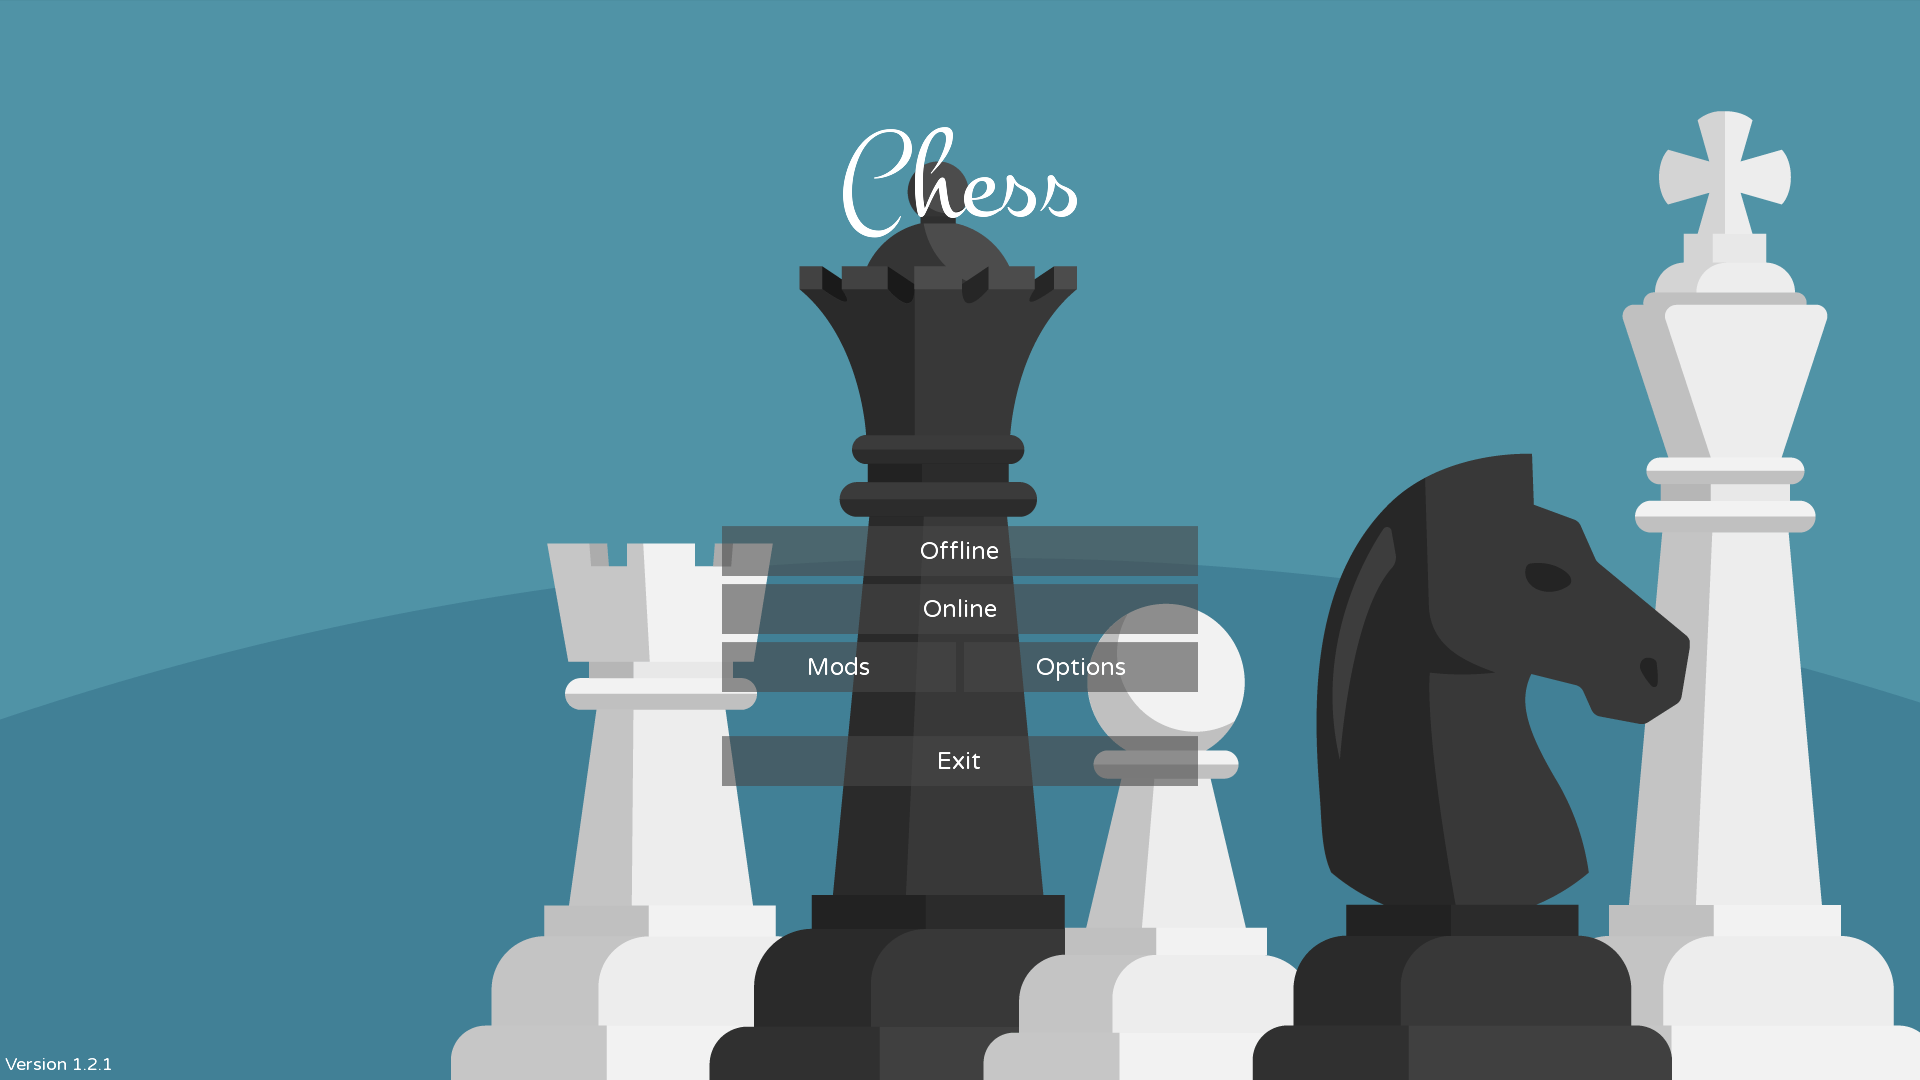 Chess
Offline
Online
Mods Options
Exit
Version 1.2.1